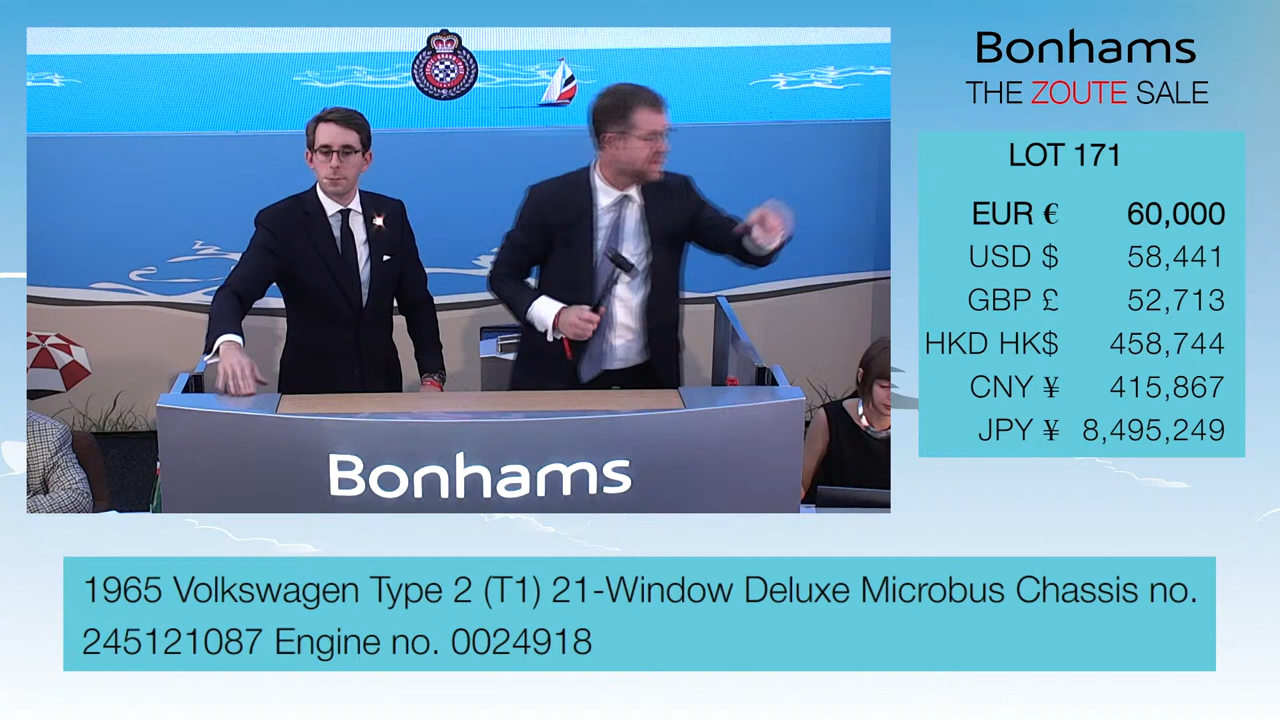 Bonhams
THE ZOUTE SALE
LOT 171
EUR € 60,000
USD $ 58,441
GBP £ 52,713
HKD HK$ 458,744
CNY ¥ 415,867
JPY ¥ 8,495,249
Bonhams
1965 Volkswagen Type 2 (T1) 21-Window Deluxe Microbus Chassis no.
245121087 Engine no. 0024918